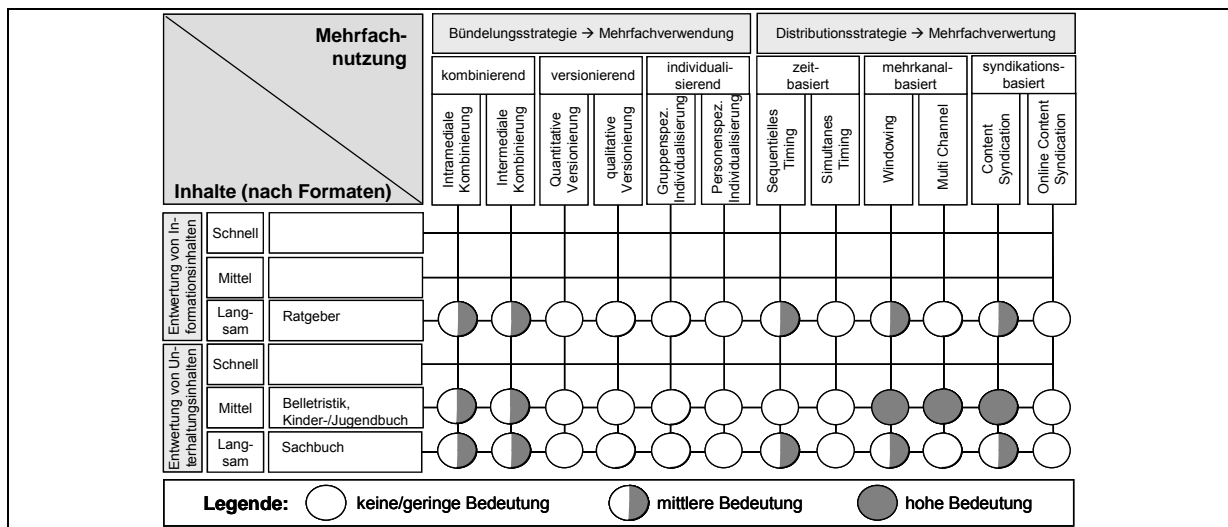 Mehrfach-
nutzung
Inhalte (nach Formaten)
Bündelungsstrategie → Mehrfachverwendung
Distributionsstrategie → Mehrfachverwertung
kombinierend
versionierend
individuali-
sierend
zeit-
basiert
mehrkanal-
basiert
syndikations-
basiert
Intramediale
Kombinierung
Intermediale
Kombinierung
Quantitative
Versionierung
qualitative
Versionierung
Gruppenspez.
Individualisierung
Personenspez.
Individualisierung
Sequentielles
Timing
Simultanes
Timing
Windowing
Multi Channel
Content
Syndication
Online Content
Syndication
Entwertung von In-
formationsinhalten
Schnell
Mittel
Lang-
sam
Ratgeber
Entwertung von Un-
terhaltungsinhalten
Schnell
Mittel
Belletristik,
Kinder-/Jugendbuch
Lang-
sam
Sachbuch
Legende: keine/geringe Bedeutung mittlere Bedeutung hohe Bedeutung